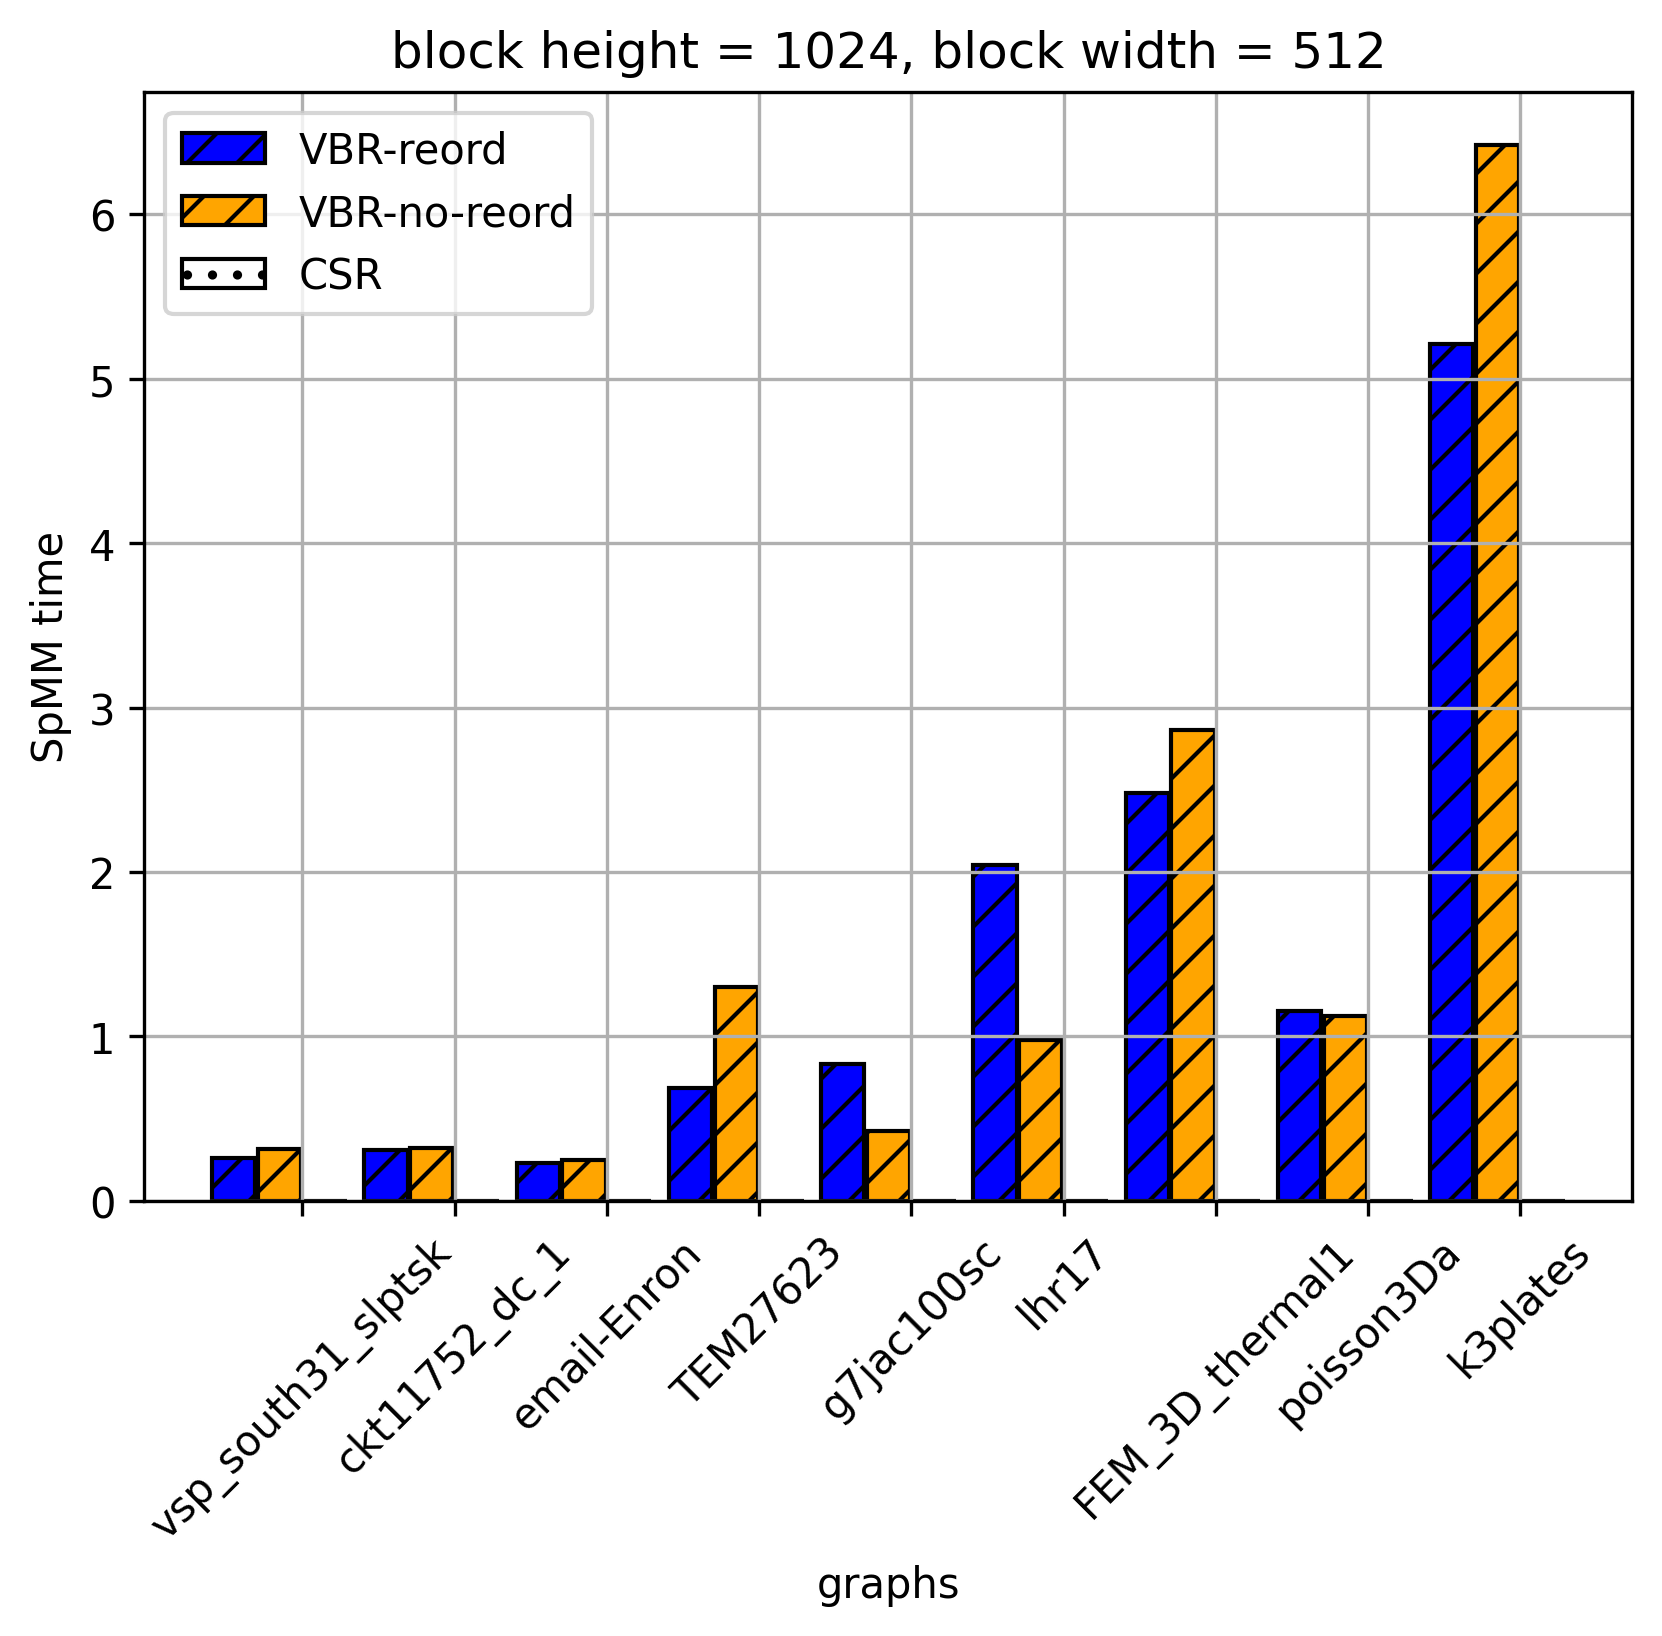 block height = 1024, block width = 512
VBR-reord
VBR-no-reord
CSR
SpMM time
6
5
4
3
2
1
0
vsp_south31_slptsk
ckt11752_dc_1
email-Enron
TEM27623
g7jac100sc
lhr17
FEM_3D_thermal1
poisson3Da
k3plates
graphs